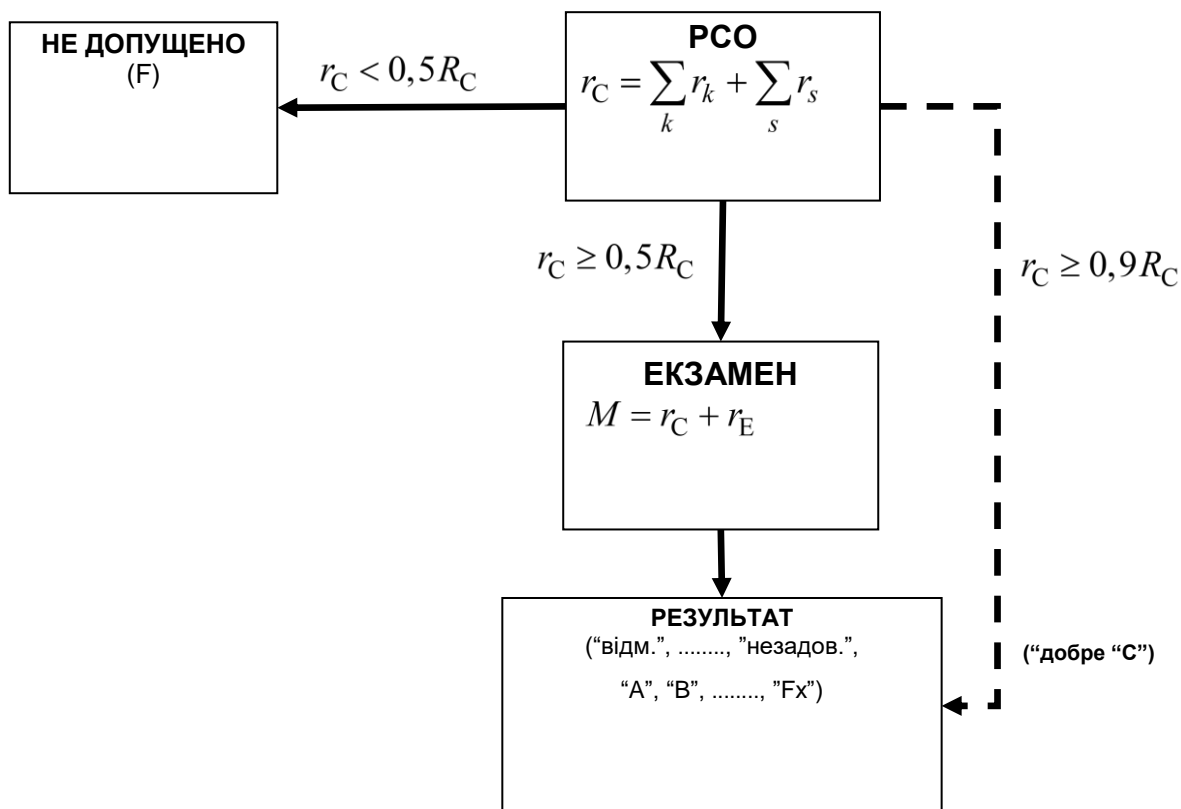 НЕ ДОПУЩЕНО
(F)
r_C < 0,5R_C
РСО
r_C = ∑_k r_k + ∑_s r_s
r_C ≥ 0,5R_C
r_C ≥ 0,9R_C
ЕКЗАМЕН
M = r_C + r_E
РЕЗУЛЬТАТ
(“відм.”, ........, ”незадов.”,
“A”, “B”, ........, ”Fx”)
(“добре “С”)